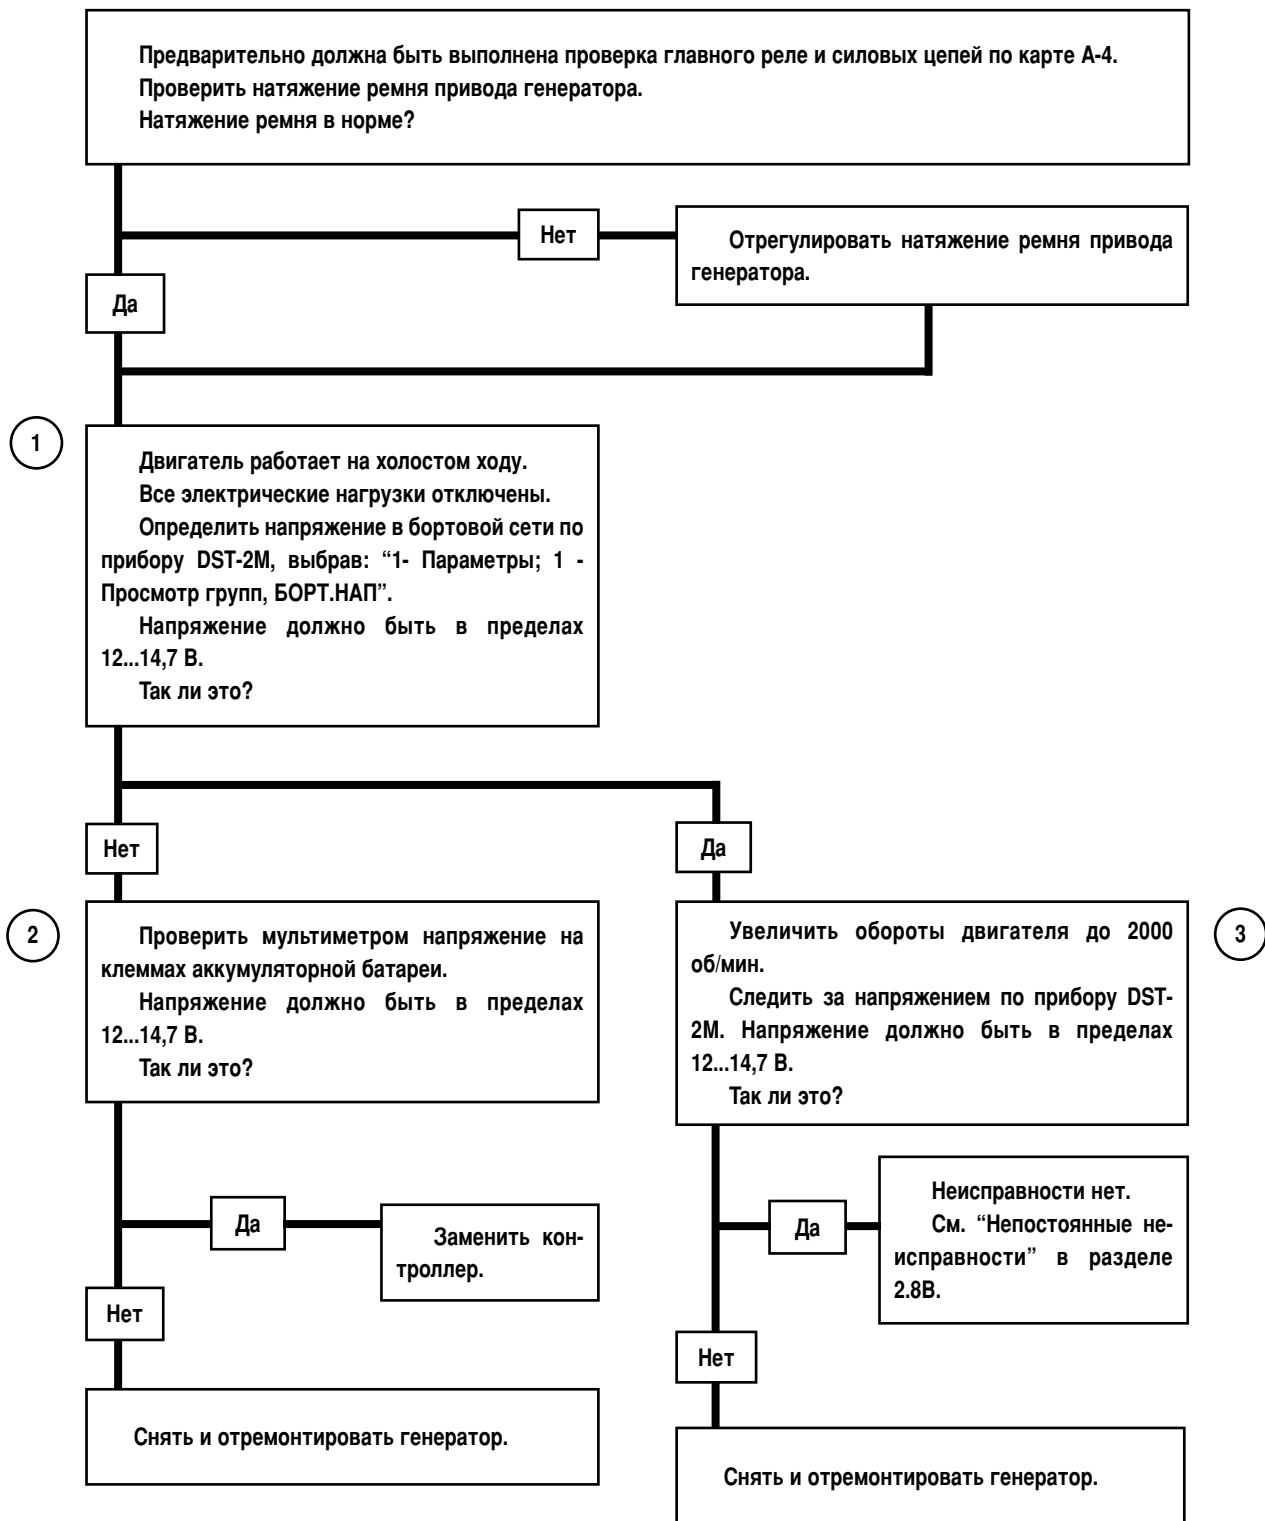 Предварительно должна быть выполнена проверка главного реле и силовых цепей по карте А-4.
Проверить натяжение ремня привода генератора.
Натяжение ремня в норме?
Нет
Отрегулировать натяжение ремня привода
генератора.
Да
1
Двигатель работает на холостом ходу.
Все электрические нагрузки отключены.
Определить напряжение в бортовой сети по
прибору DST-2M, выбрав: “1- Параметры; 1 -
Просмотр групп, БОРТ.НАП”.
Напряжение должно быть в пределах
12...14,7 В.
Так ли это?
Нет
Да
2
Проверить мультиметром напряжение на
клеммах аккумуляторной батареи.
Напряжение должно быть в пределах
12...14,7 В.
Так ли это?
Увеличить обороты двигателя до 2000
об/мин.
Следить за напряжением по прибору DST-
2M. Напряжение должно быть в пределах
12...14,7 В.
Так ли это?
3
Да
Заменить кон-
троллер.
Да
Неисправности нет.
См. “Непостоянные не-
исправности” в разделе
2.8В.
Нет
Нет
Снять и отремонтировать генератор.
Снять и отремонтировать генератор.